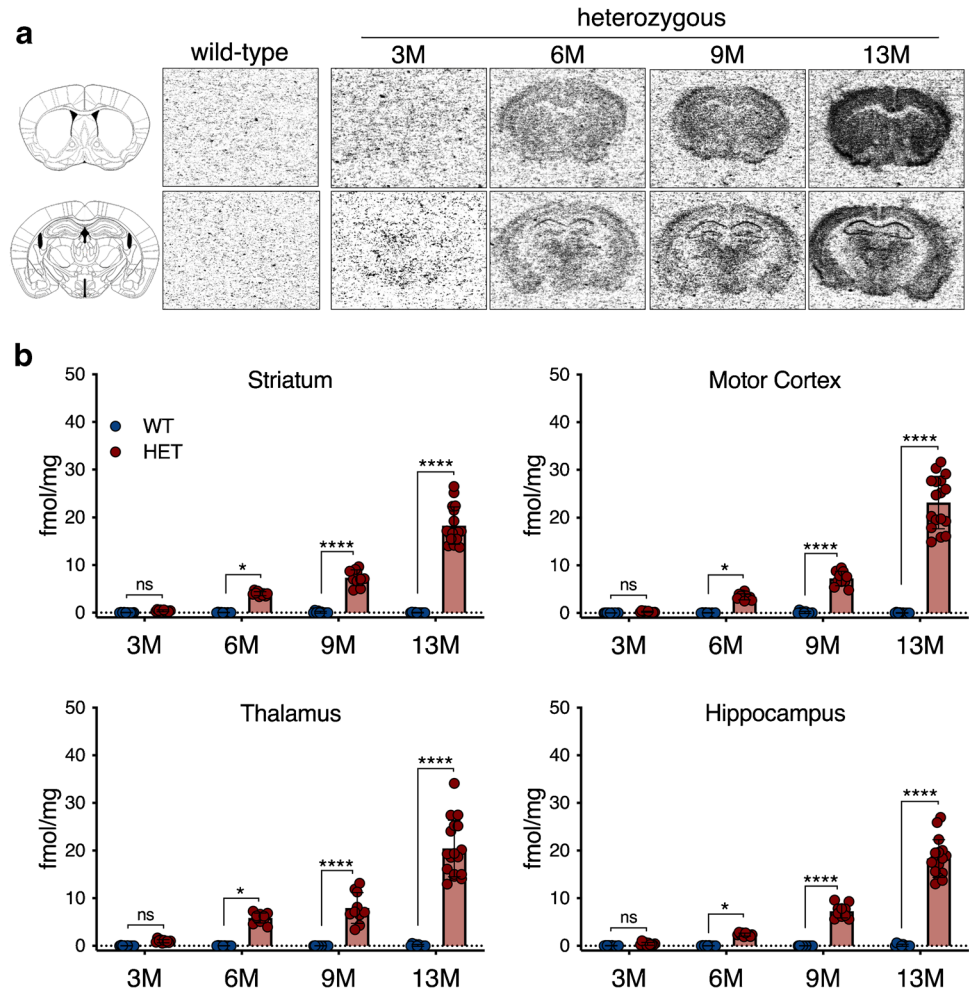 a
heterozygous
wild-type 3M 6M 9M 13M
b
Striatum
50
40
30
20
10
0
fmol/mg
WT
HET
ns * **** ****
3M 6M 9M 13M
Motor Cortex
50
40
30
20
10
0
fmol/mg
ns * **** ****
3M 6M 9M 13M
Thalamus
50
40
30
20
10
0
fmol/mg
ns * **** ****
3M 6M 9M 13M
Hippocampus
50
40
30
20
10
0
fmol/mg
ns * **** ****
3M 6M 9M 13M